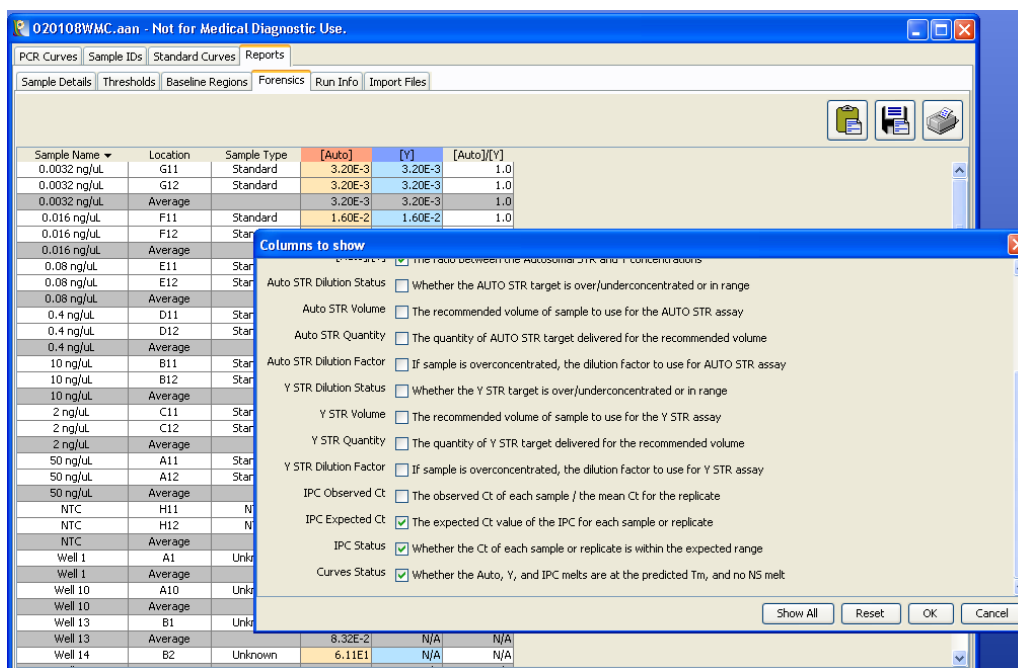 020108WMC.aan - Not for Medical Diagnostic Use.
PCR Curves Sample IDs Standard Curves Reports
Sample Details Thresholds Baseline Regions Forensics Run Info Import Files
Sample Name Location Sample Type [Auto] [Y] [Auto]/[Y]
0.0032 ng/uL G11 Standard 3.20E-3 3.20E-3 1.0
0.0032 ng/uL G12 Standard 3.20E-3 3.20E-3 1.0
0.0032 ng/uL Average 3.20E-3 3.20E-3 1.0
0.016 ng/uL F11 Standard 1.60E-2 1.60E-2 1.0
0.016 ng/uL F12
0.016 ng/uL Average
0.08 ng/uL E11
0.08 ng/uL E12
0.08 ng/uL Average
0.4 ng/uL D11
0.4 ng/uL D12
0.4 ng/uL Average
10 ng/uL B11
10 ng/uL B12
10 ng/uL Average
2 ng/uL C11
2 ng/uL C12
2 ng/uL Average
50 ng/uL A11
50 ng/uL A12
50 ng/uL Average
NTC H11
NTC H12
NTC Average
Well 1 A1
Well 1 Average
Well 10 A10
Well 10 Average
Well 13 B1
Well 13 Average 8.32E-2 N/A N/A
Well 14 B2 Unknown 6.11E1 N/A N/A
Columns to show
The ratio between the Autosomal STR and Y concentrations
Auto STR Dilution Status Whether the AUTO STR target is over/underconcentrated or in range
Auto STR Volume The recommended volume of sample to use for the AUTO STR assay
Auto STR Quantity The quantity of AUTO STR target delivered for the recommended volume
Auto STR Dilution Factor If sample is overconcentrated, the dilution factor to use for AUTO STR assay
Y STR Dilution Status Whether the Y STR target is over/underconcentrated or in range
Y STR Volume The recommended volume of sample to use for the Y STR assay
Y STR Quantity The quantity of Y STR target delivered for the recommended volume
Y STR Dilution Factor If sample is overconcentrated, the dilution factor to use for Y STR assay
IPC Observed Ct The observed Ct of each sample / the mean Ct for the replicate
IPC Expected Ct The expected Ct value of the IPC for each sample or replicate
IPC Status Whether the Ct of each sample or replicate is within the expected range
Curves Status Whether the Auto, Y, and IPC melts are at the predicted Tm, and no NS melt
Show All Reset OK Cancel